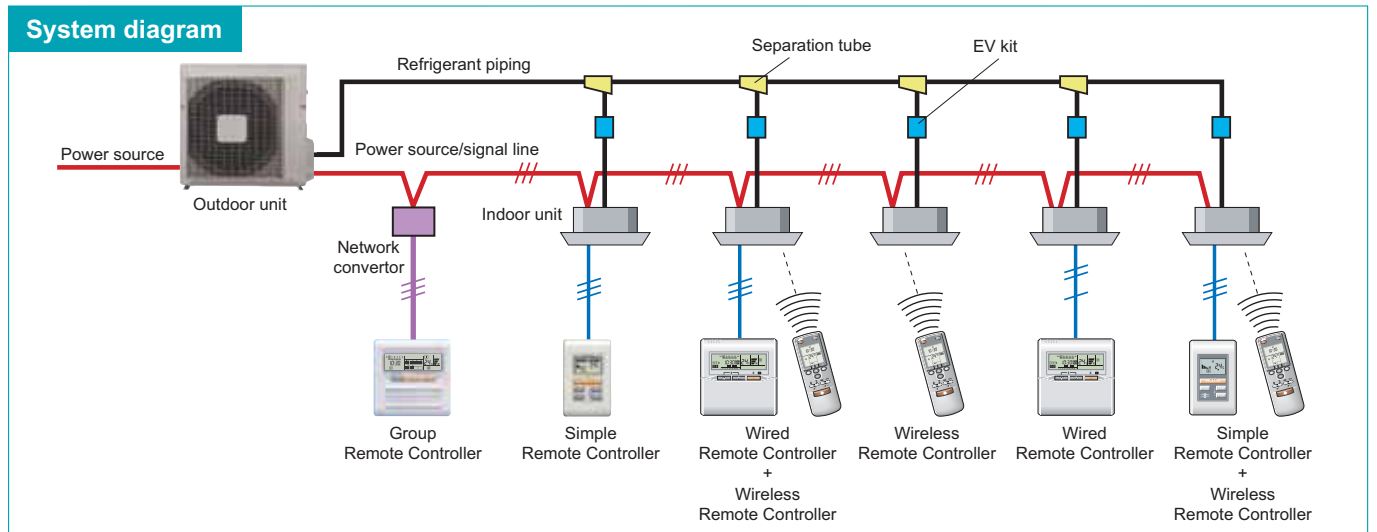 System diagram
Separation tube
EV kit
Refrigerant piping
Power source
Power source/signal line
Outdoor unit
Indoor unit
Network
convertor
Group
Remote Controller
Simple
Remote Controller
Wired
Remote Controller
+
Wireless
Remote Controller
Wireless
Remote Controller
Wired
Remote Controller
Simple
Remote Controller
+
Wireless
Remote Controller